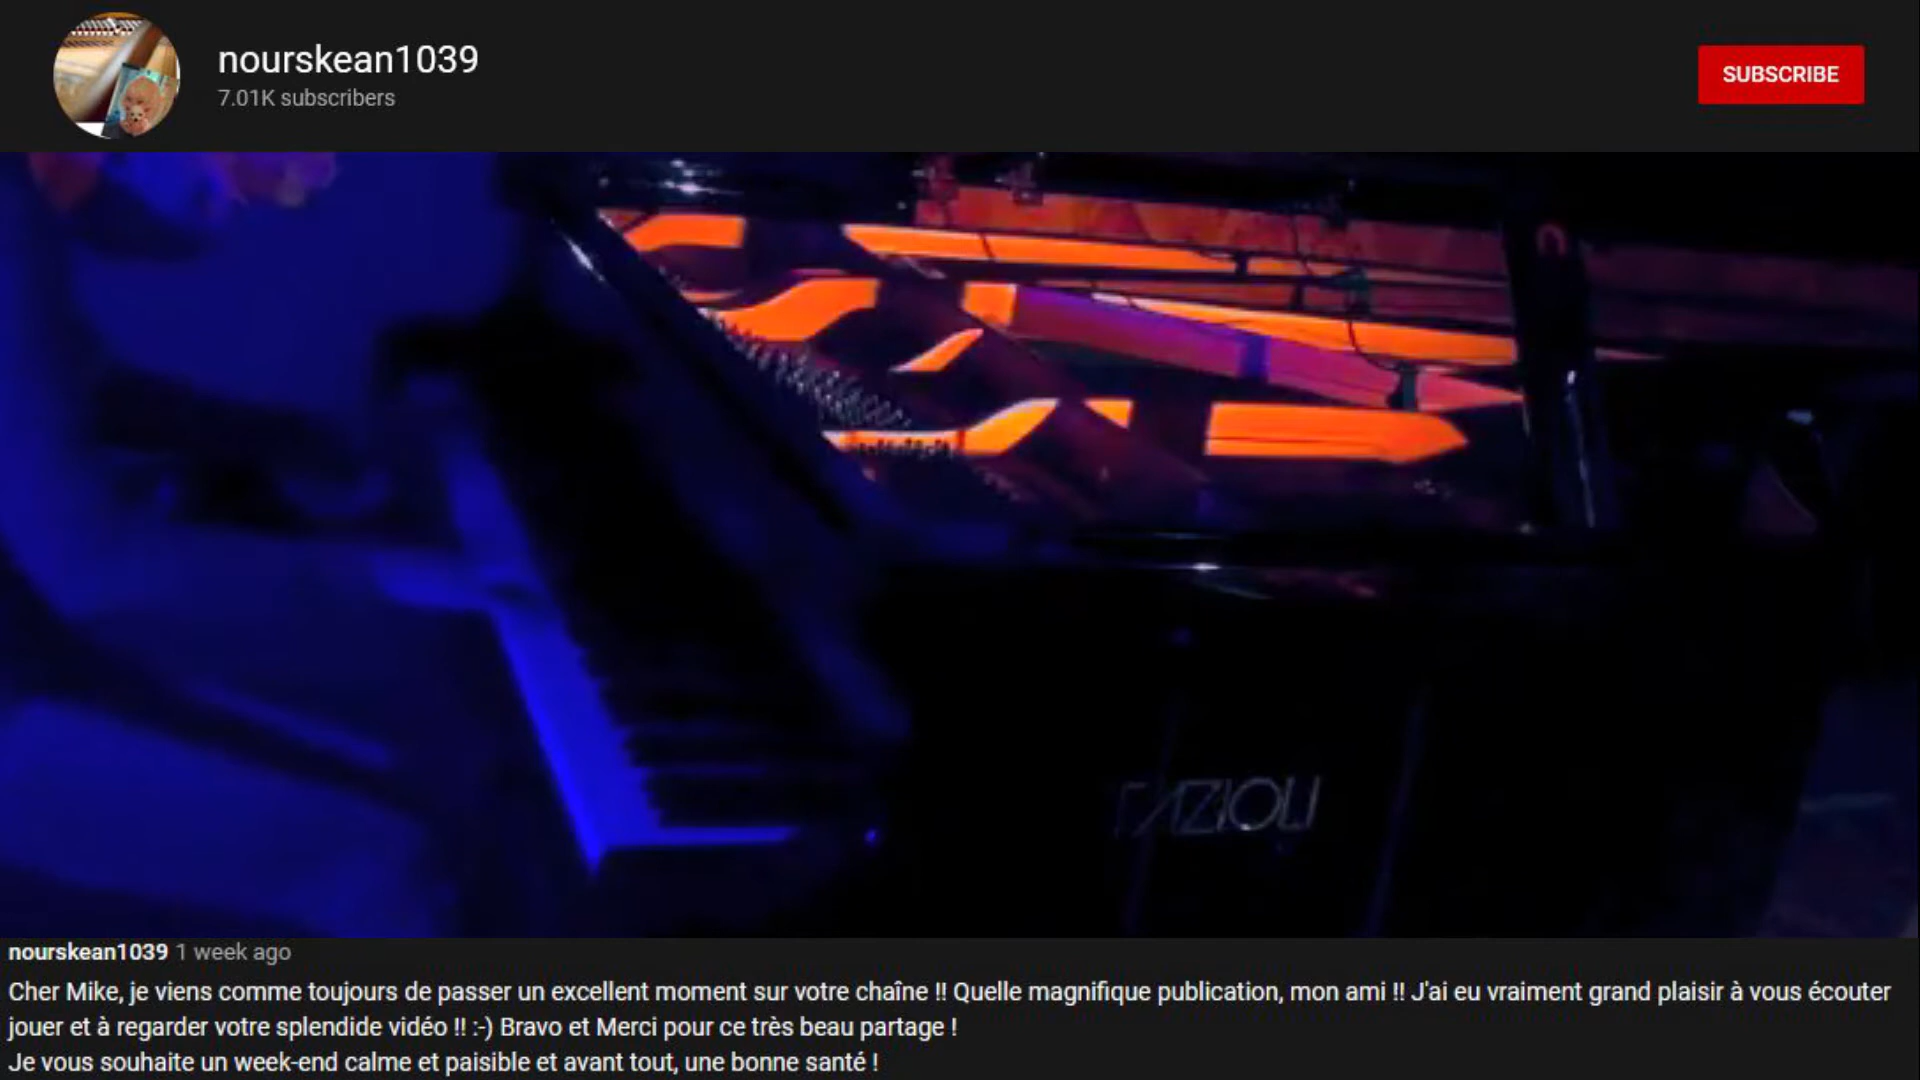 nourskean1039
7.01K subscribers
SUBSCRIBE
FAZIOLI
nourskean1039 1 week ago
Cher Mike, je viens comme toujours de passer un excellent moment sur votre chaîne !! Quelle magnifique publication, mon ami !! J'ai eu vraiment grand plaisir à vous écouter
jouer et à regarder votre splendide vidéo !! :-) Bravo et Merci pour ce très beau partage !
Je vous souhaite un week-end calme et paisible et avant tout, une bonne santé !